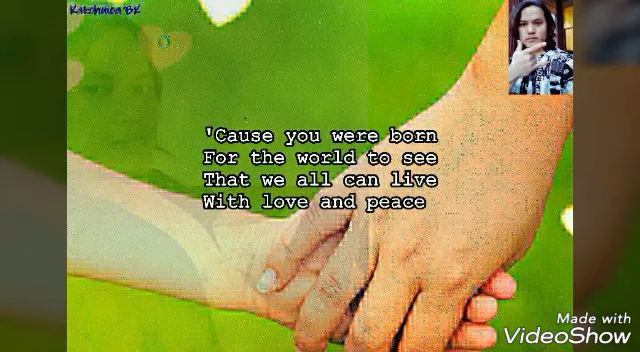 Katchuioa BK
'Cause you were born
For the world to see
That we all can live
With love and peace
Made with
VideoShow